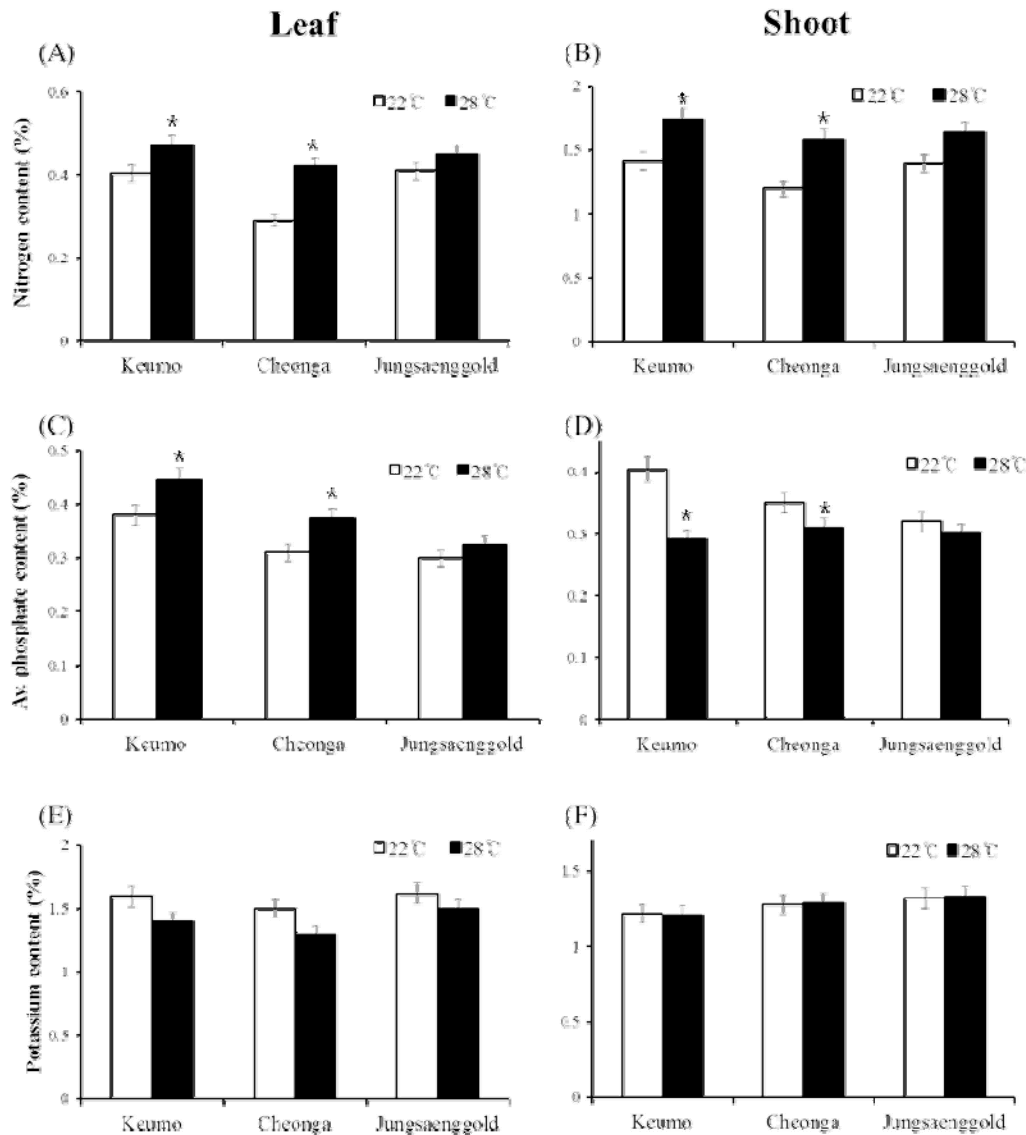 Leaf
Shoot
(A)
(B)
Nitrogen content (%)
0.6
0.4
0.2
0
22℃ 28℃
* *
Keumo Cheonga Jungsaenggold
2
1.5
1
0.5
0
22℃ 28℃
* *
Keumo Cheonga Jungsaenggold
(C)
(D)
Av. phosphate content (%)
0.5
0.4
0.3
0.2
0.1
0
22℃ 28℃
* *
Keumo Cheonga Jungsaenggold
0.4
0.3
0.2
0.1
0
22℃ 28℃
* *
Keumo Cheonga Jungsaenggold
(E)
(F)
Potassium content (%)
2
1.5
1
0.5
0
22℃ 28℃
Keumo Cheonga Jungsaenggold
1.5
1
0.5
0
22℃ 28℃
Keumo Cheonga Jungsaenggold